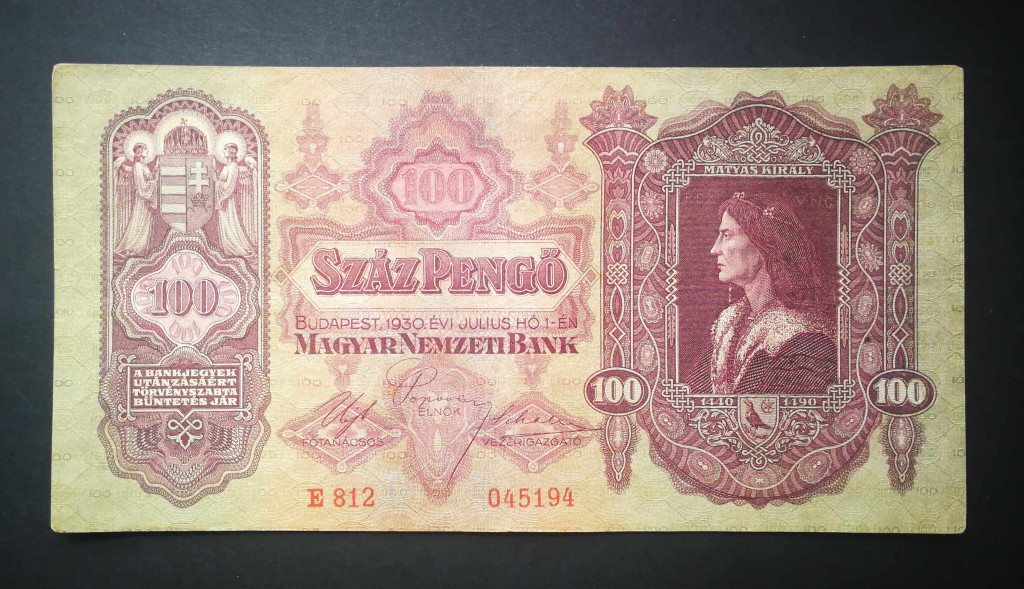 100
A BANKJEGYEK
UTÁNZÁSÁÉRT
TÖRVÉNYSZABTA
BÜNTETÉS JÁR
100
SZÁZ PENGŐ
BUDAPEST, 1930. ÉVI JULIUS HÓ 1-ÉN
MAGYAR NEMZETI BANK
ELNÖK
FŐTANÁCSOS
VEZÉRIGAZGATÓ
E 812 045194
MÁTYÁS KIRÁLY
100 100
1440 1490